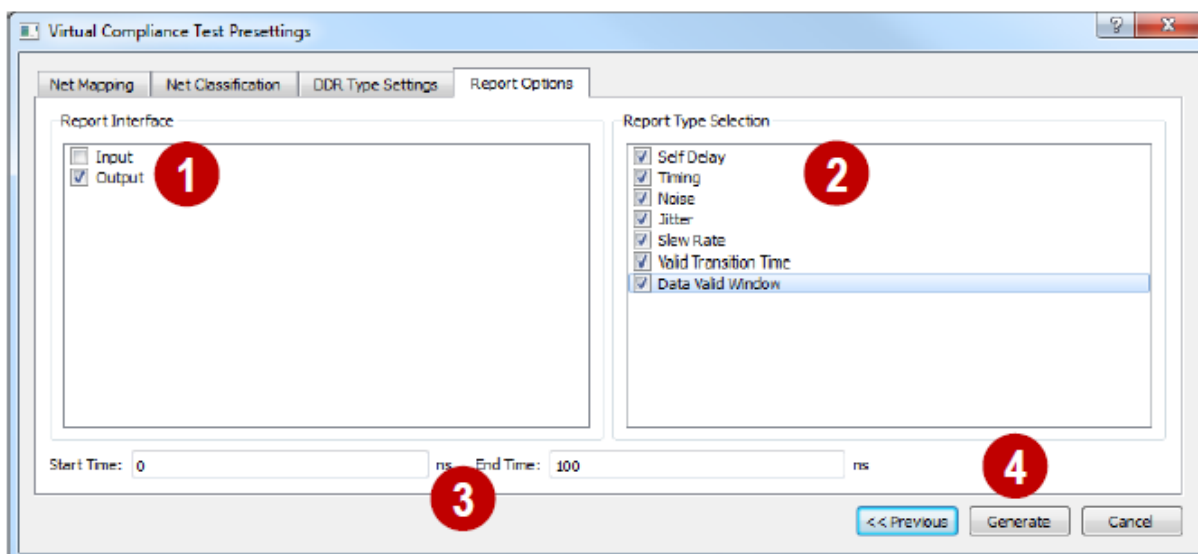 Virtual Compliance Test Presettings
? X
Net Mapping Net Classification DDR Type Settings Report Options
Report Interface
Input
Output
1
Report Type Selection
Self Delay
Timing
Noise
Jitter
Slew Rate
Valid Transition Time
Data Valid Window
2
Start Time: 0 ns End Time: 100 ns
3
4
<< Previous Generate Cancel